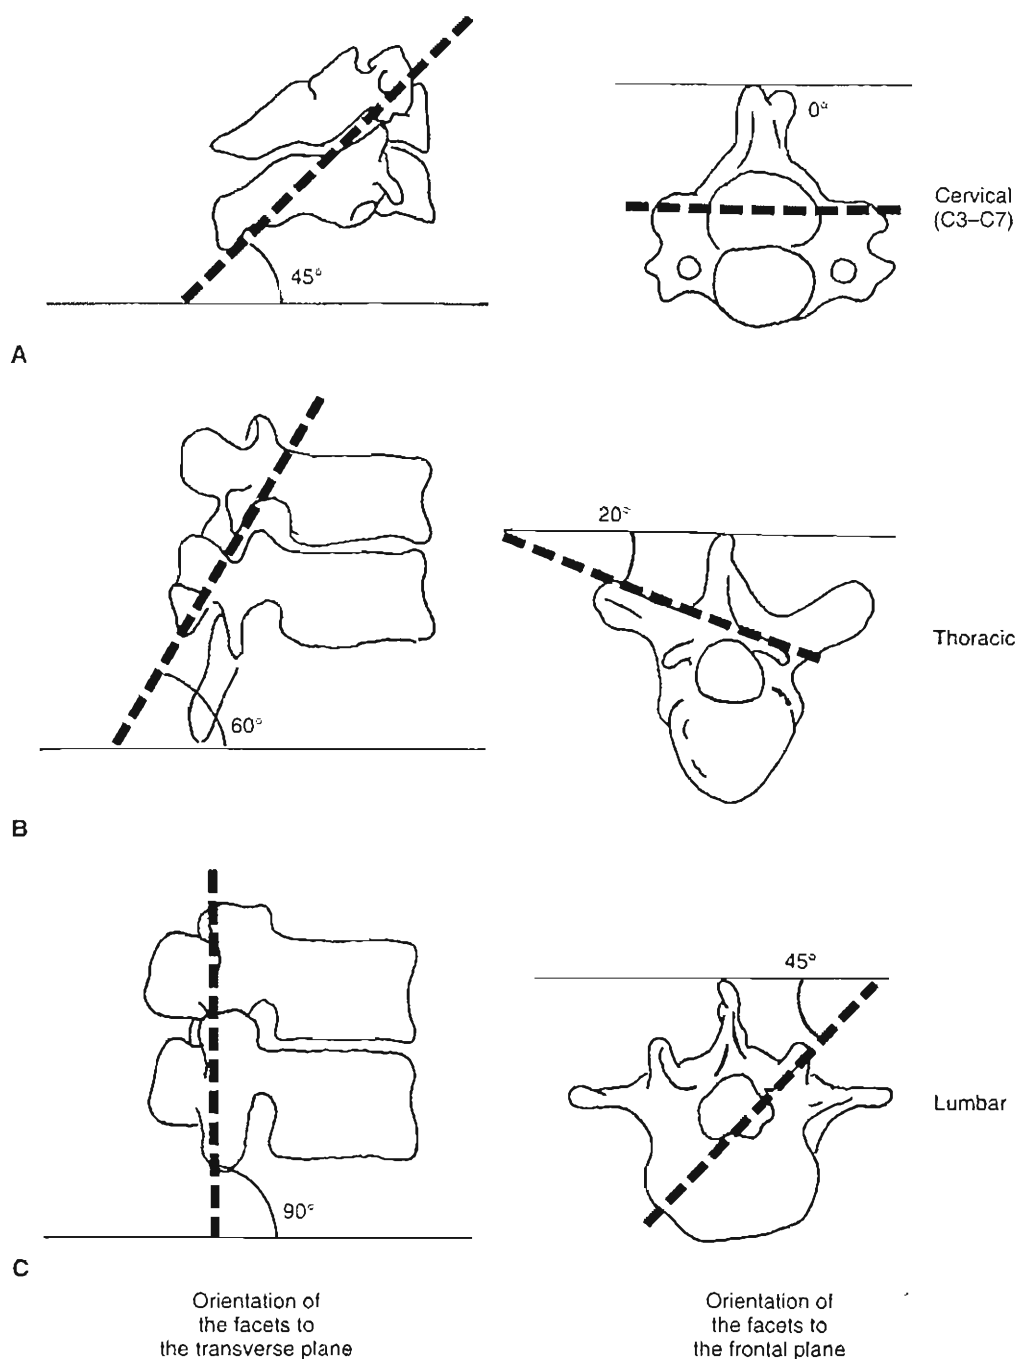 0°
Cervical
(C3–C7)
45°
A
20°
Thoracic
60°
B
45°
Lumbar
90°
C
Orientation of
the facets to
the transverse plane
Orientation of
the facets to
the frontal plane